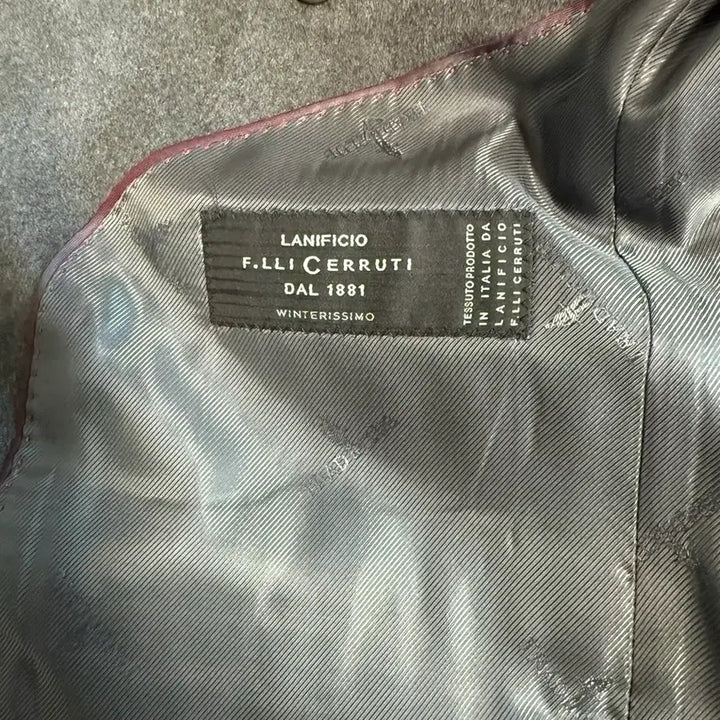 LANIFICIO
F.LLI CERRUTI
DAL 1881
WINTERISSIMO
TESSUTO PRODOTTO
IN ITALIA DA
LANIFICIO
F.LLI CERRUTI